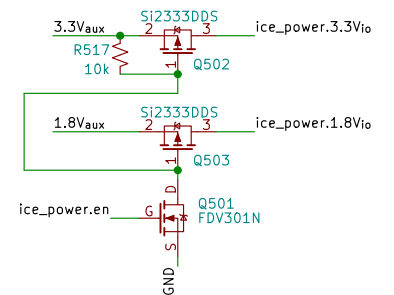 Si2333DDS
3.3Vaux
2
3
ice_power.3.3Vio
R517
10k
1
Q502
Si2333DDS
1.8Vaux
2
3
ice_power.1.8Vio
1
Q503
D
Q501
ice_power.en
G
FDV301N
S
GND